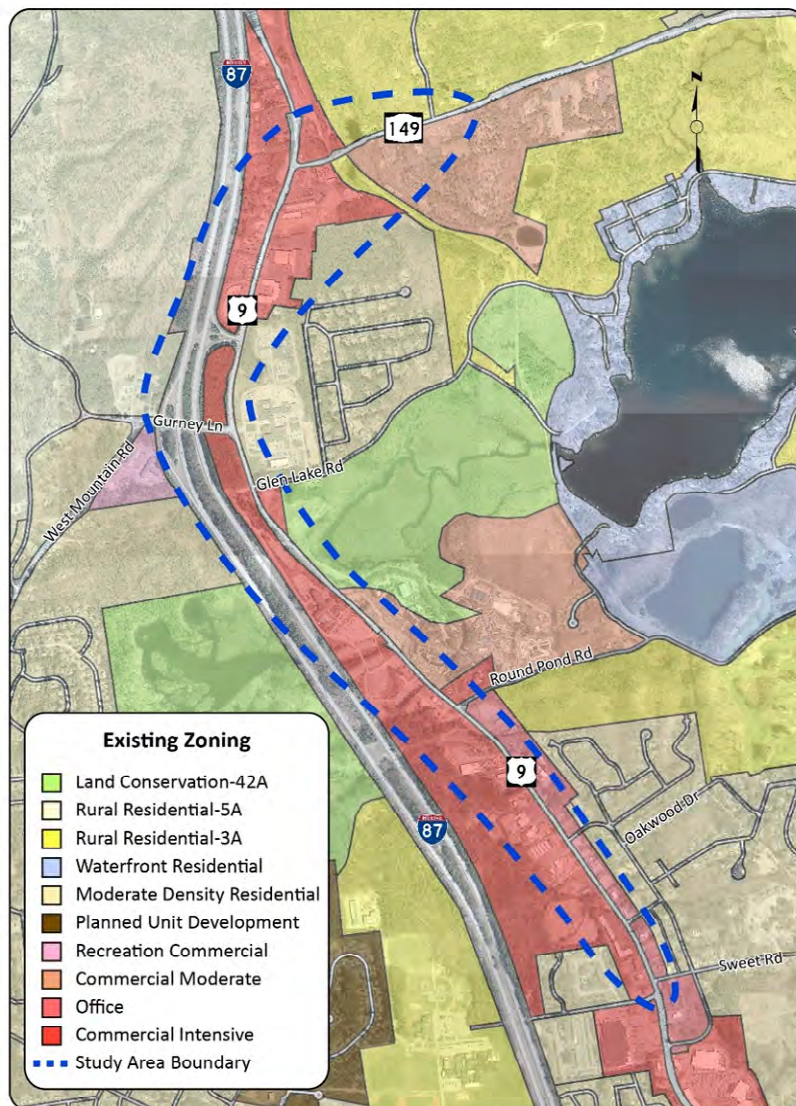 INTERSTATE
87
149
N
9
Gurney Ln
West Mountain Rd
Glen Lake Rd
Round Pond Rd
9
Oakwood Dr
87
Sweet Rd
Existing Zoning
Land Conservation-42A
Rural Residential-5A
Rural Residential-3A
Waterfront Residential
Moderate Density Residential
Planned Unit Development
Recreation Commercial
Commercial Moderate
Office
Commercial Intensive
Study Area Boundary